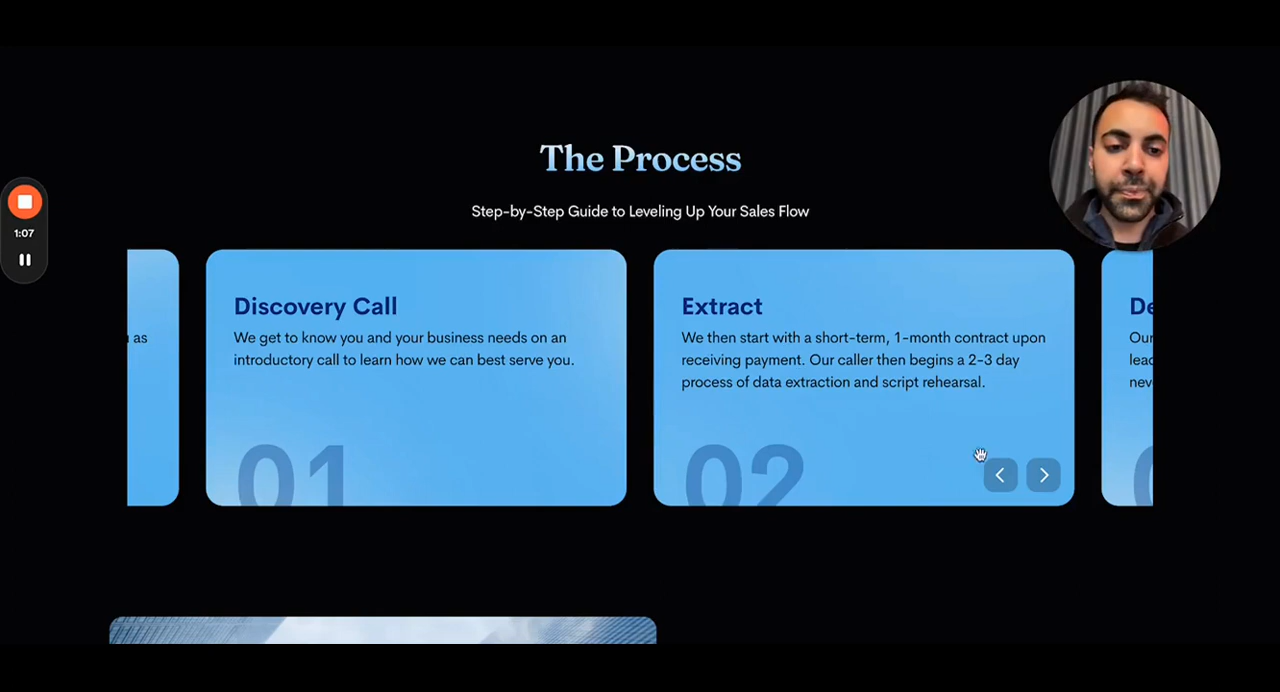 The Process
Step-by-Step Guide to Leveling Up Your Sales Flow
1:07
as
Discovery Call
We get to know you and your business needs on an
introductory call to learn how we can best serve you.
01
Extract
We then start with a short-term, 1-month contract upon
receiving payment. Our caller then begins a 2-3 day
process of data extraction and script rehearsal.
02